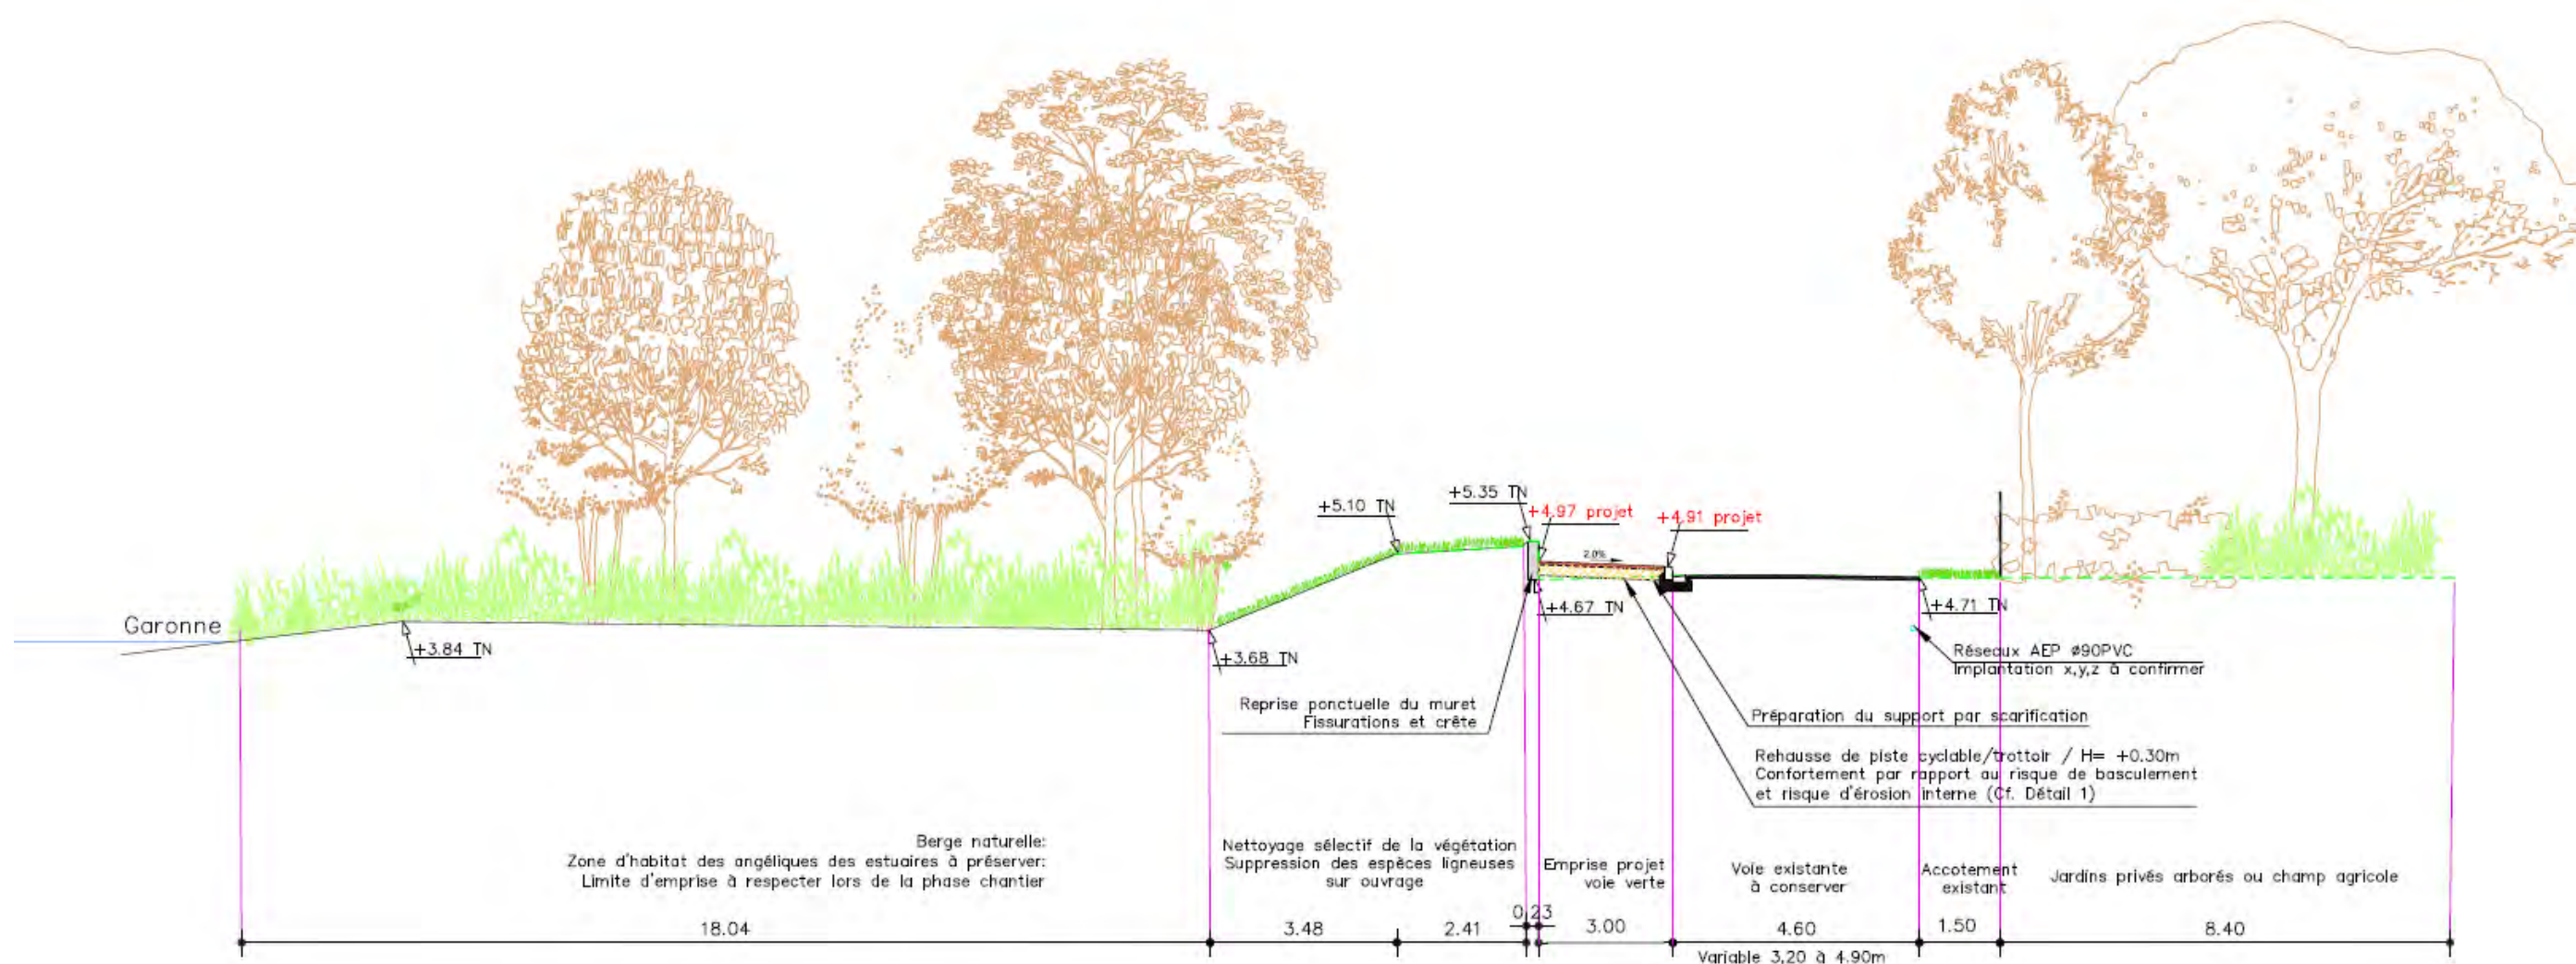 +5.10 TN
+5.35 TN
+4.97 projet
+4.91 projet
2.0%
Garonne
+3.84 TN
+3.68 TN
+4.67 TN
+4.71 TN
Réseaux AEP ø90PVC
Implantation x,y,z à confirmer
Reprise ponctuelle du muret
Fissurations et crête
Préparation du support par scarification
Rehausse de piste cyclable/trottoir / H= +0.30m
Confortement par rapport au risque de basculement
et risque d'érosion interne (Cf. Détail 1)
Berge naturelle:
Zone d'habitat des angéliques des estuaires à préserver:
Limite d'emprise à respecter lors de la phase chantier
Nettoyage sélectif de la végétation
Suppression des espèces ligneuses
sur ouvrage
Emprise projet
voie verte
Voie existante
à conserver
Accotement
existant
Jardins privés arborés ou champ agricole
18.04
3.48
2.41
0.23
3.00
4.60
1.50
8.40
Variable 3,20 à 4.90m